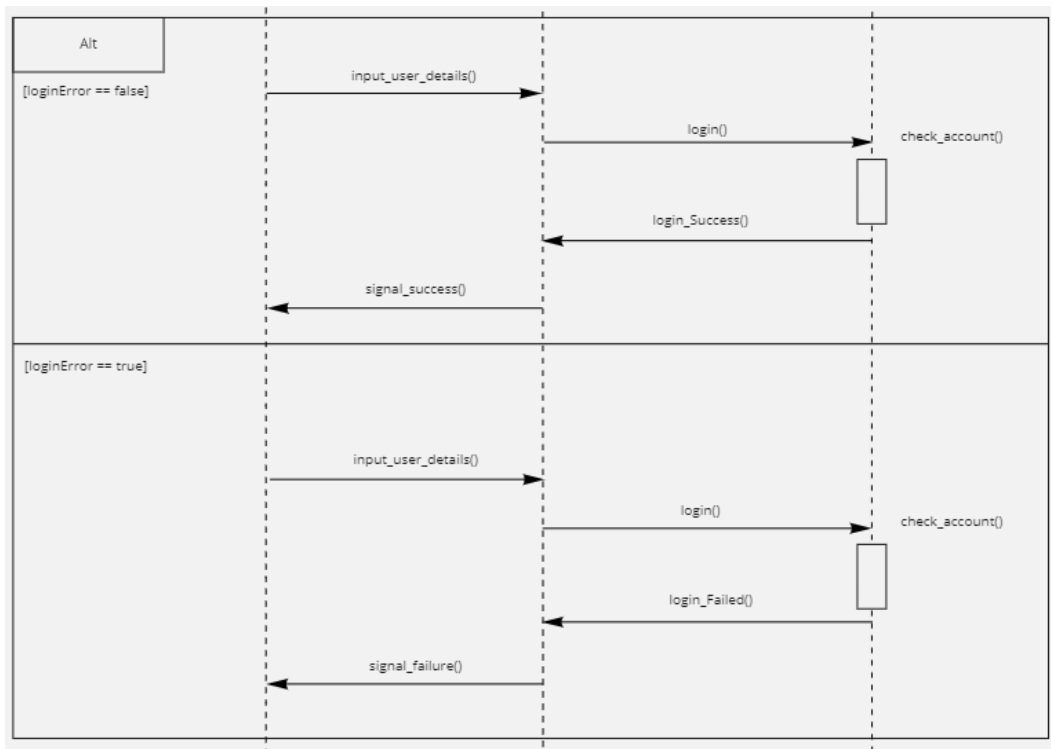 Alt
[loginError == false]
input_user_details()
login()
check_account()
login_Success()
signal_success()
[loginError == true]
input_user_details()
login()
check_account()
login_Failed()
signal_failure()